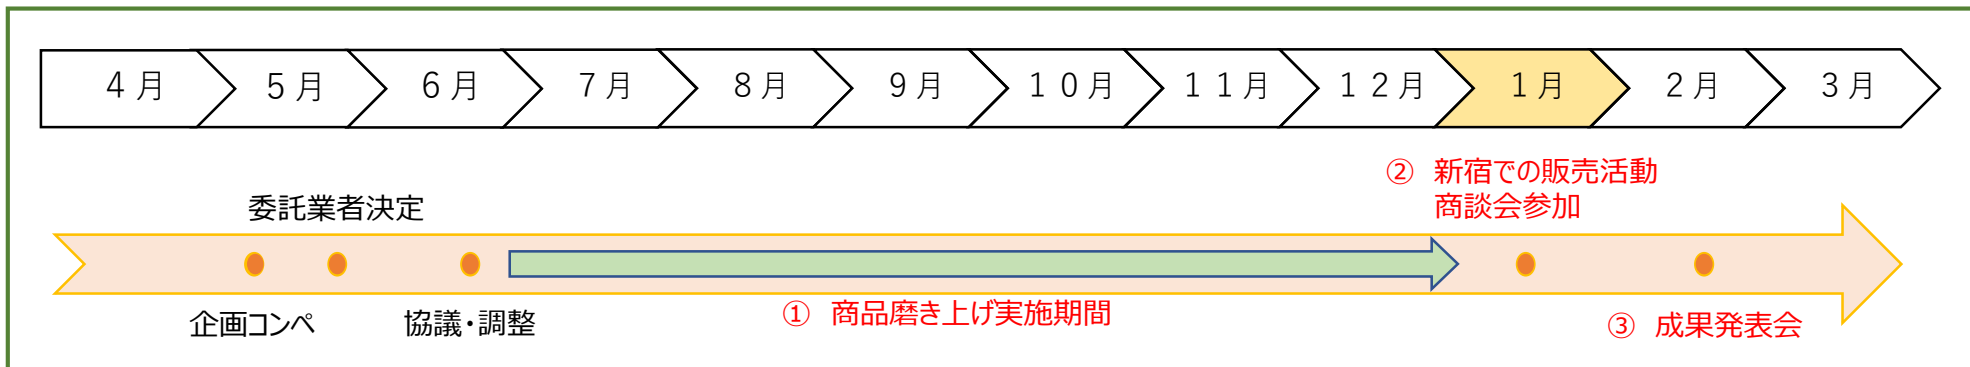 ４月 ５月 ６月 ７月 ８月 ９月 １０月 １１月 １２月 １月 ２月 ３月
② 新宿での販売活動
商談会参加
委託業者決定
企画コンペ
協議・調整
① 商品磨き上げ実施期間
③ 成果発表会